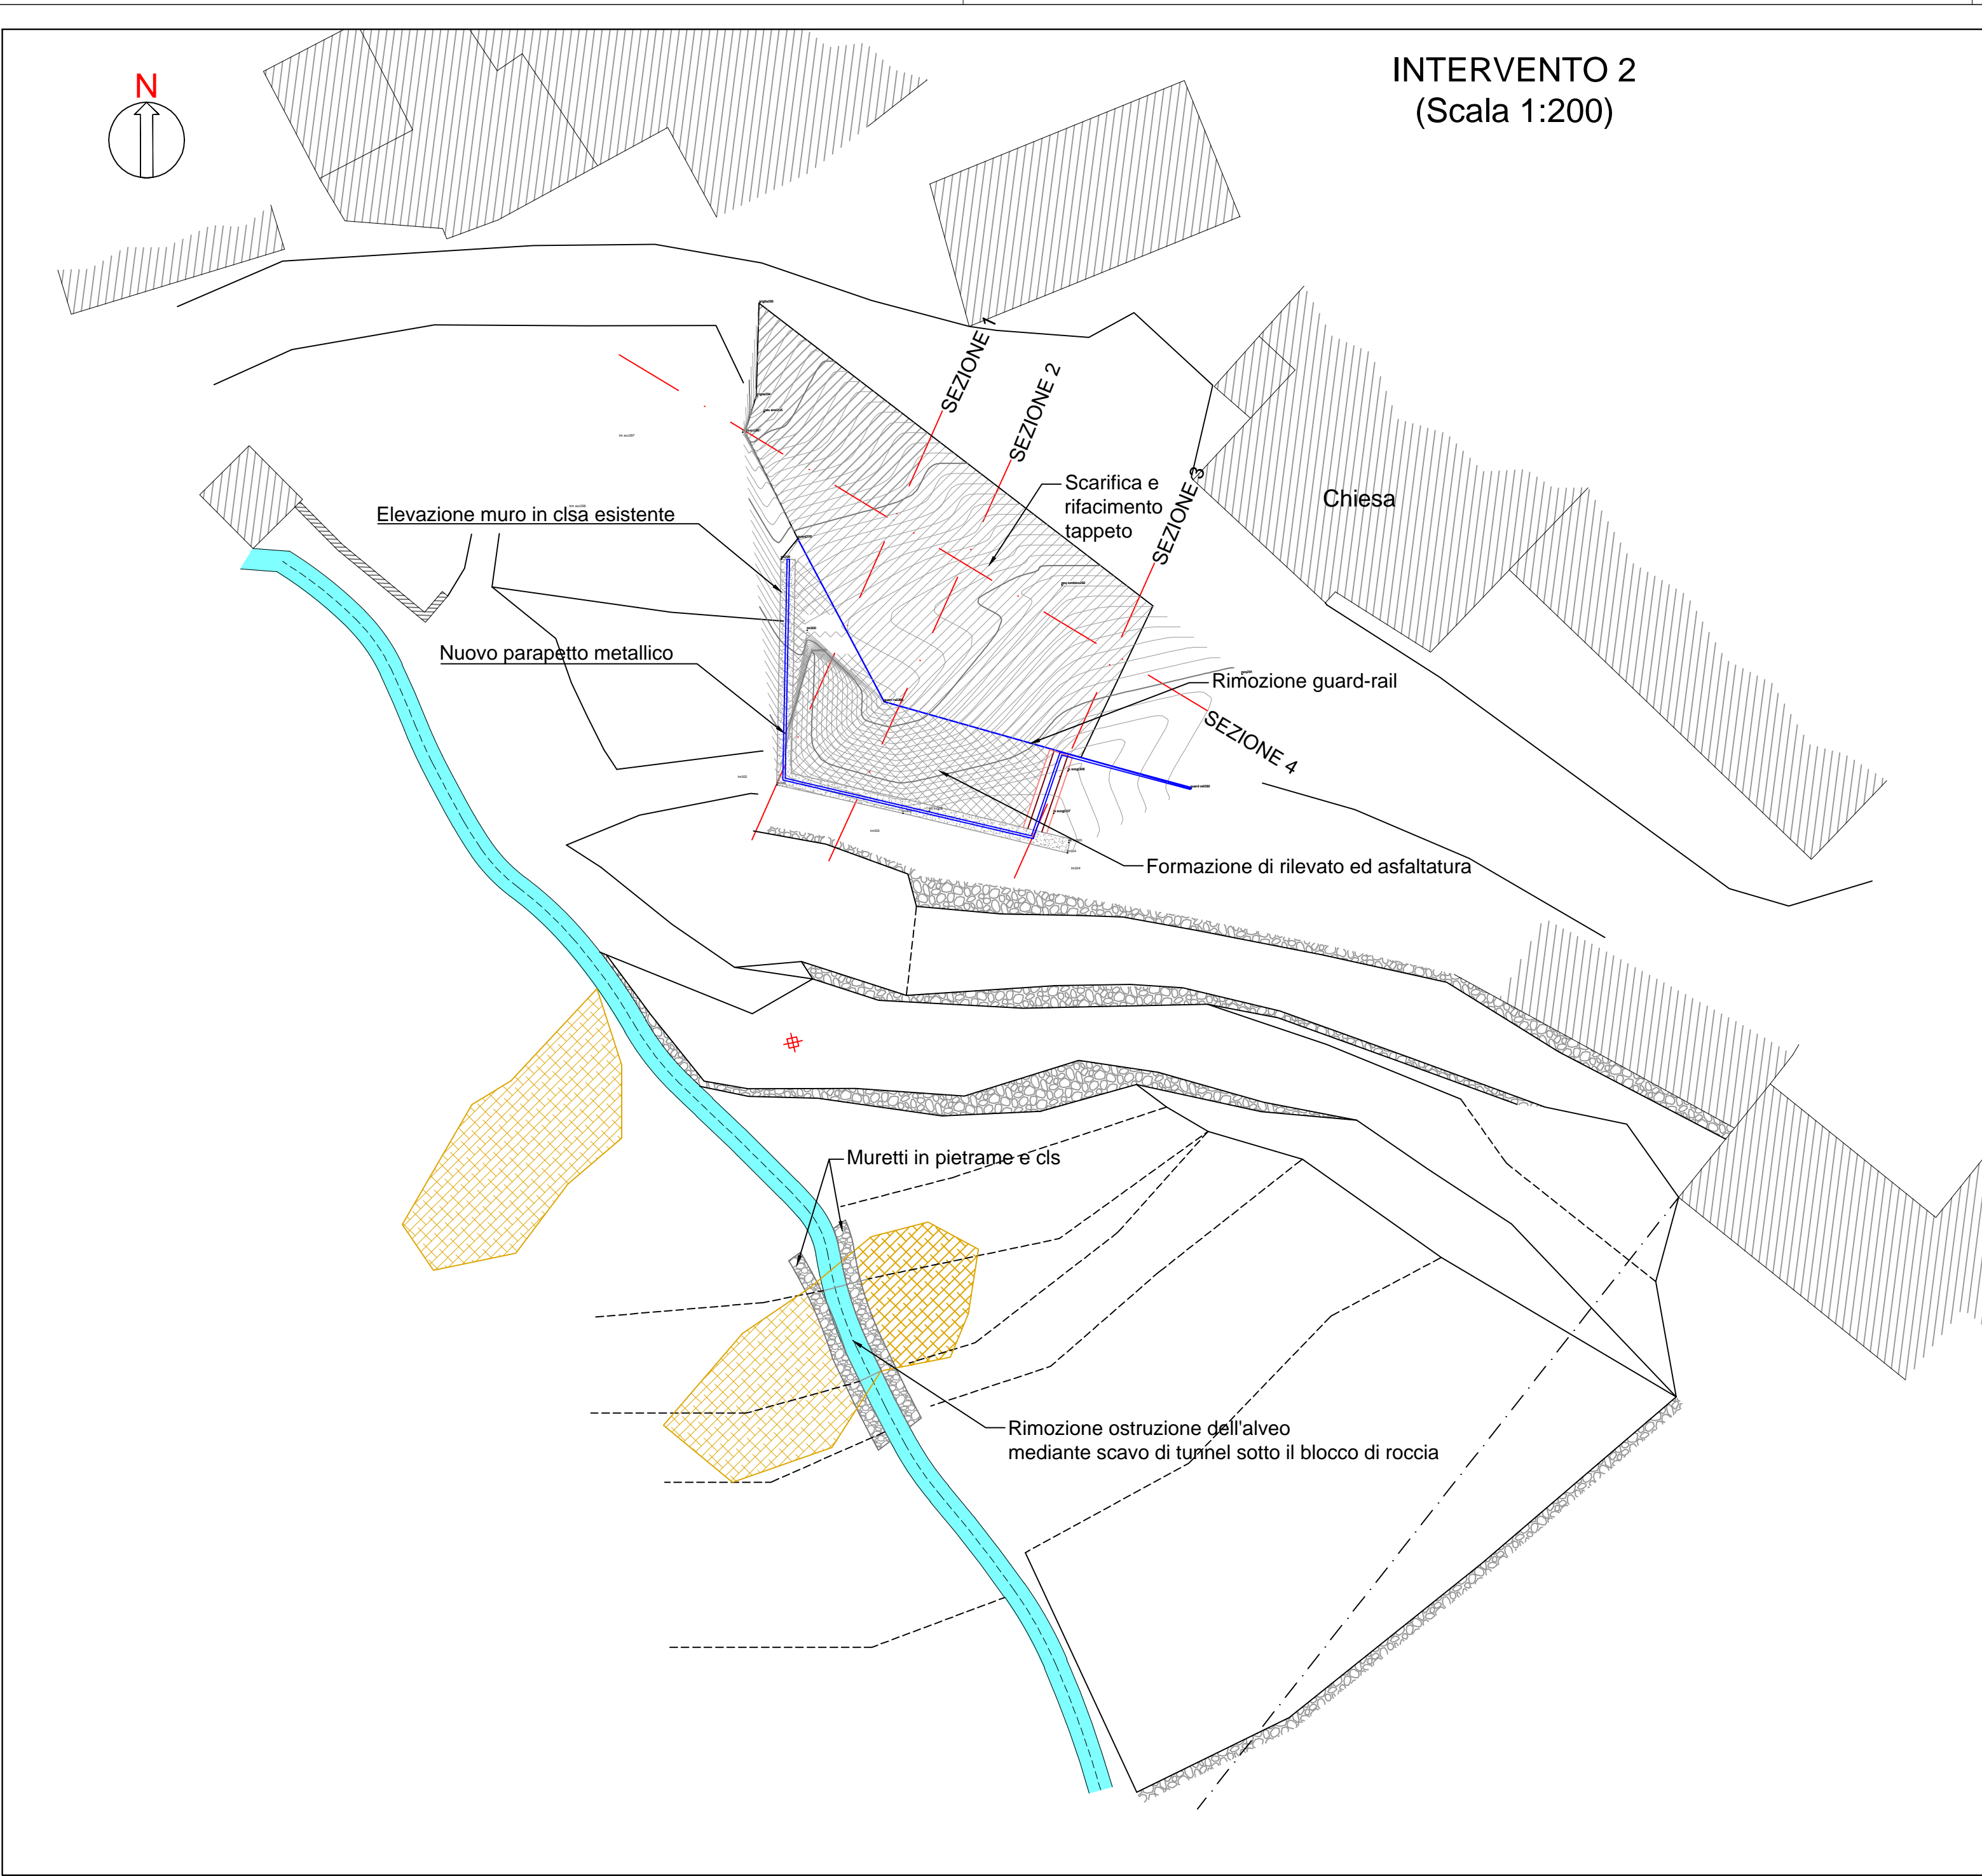 N
INTERVENTO 2
(Scala 1:200)
SEZIONE 1
SEZIONE 2
SEZIONE 3
Scarifica e
rifacimento
tappeto
Chiesa
Elevazione muro in clsa esistente
Nuovo parapetto metallico
Rimozione guard-rail
SEZIONE 4
Formazione di rilevato ed asfaltatura
Muretti in pietrame e cls
Rimozione ostruzione dell'alveo
mediante scavo di tunnel sotto il blocco di roccia